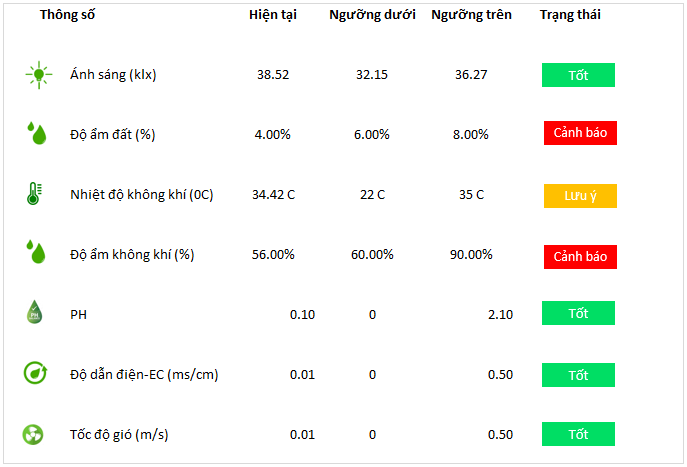 Thông số Hiện tại Ngưỡng dưới Ngưỡng trên Trạng thái
Ánh sáng (klx) 38.52 32.15 36.27 Tốt
Độ ẩm đất (%) 4.00% 6.00% 8.00% Cảnh báo
Nhiệt độ không khí (0C) 34.42 C 22 C 35 C Lưu ý
Độ ẩm không khí (%) 56.00% 60.00% 90.00% Cảnh báo
PH PH 0.10 0 2.10 Tốt
Độ dẫn điện-EC (ms/cm) 0.01 0 0.50 Tốt
Tốc độ gió (m/s) 0.01 0 0.50 Tốt